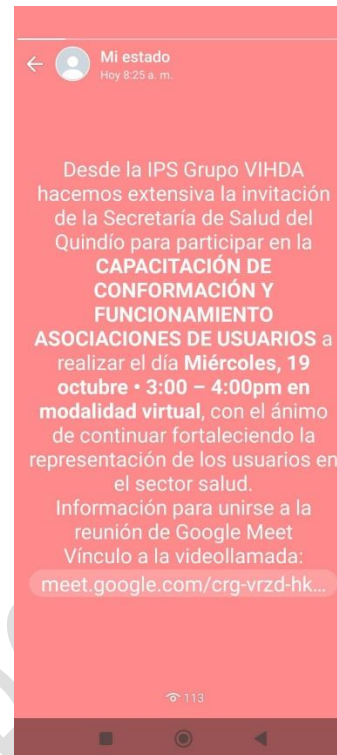 Mi estado
Hoy 8:25 a. m.
Desde la IPS Grupo VIHDA
hacemos extensiva la invitación
de la Secretaría de Salud del
Quindío para participar en la
CAPACITACIÓN DE
CONFORMACIÓN Y
FUNCIONAMIENTO
ASOCIACIONES DE USUARIOS a
realizar el día Miércoles, 19
octubre • 3:00 – 4:00pm en
modalidad virtual, con el ánimo
de continuar fortaleciendo la
representación de los usuarios en
el sector salud.
Información para unirse a la
reunión de Google Meet
Vínculo a la videollamada:
meet.google.com/crg-vrzd-hk...
113